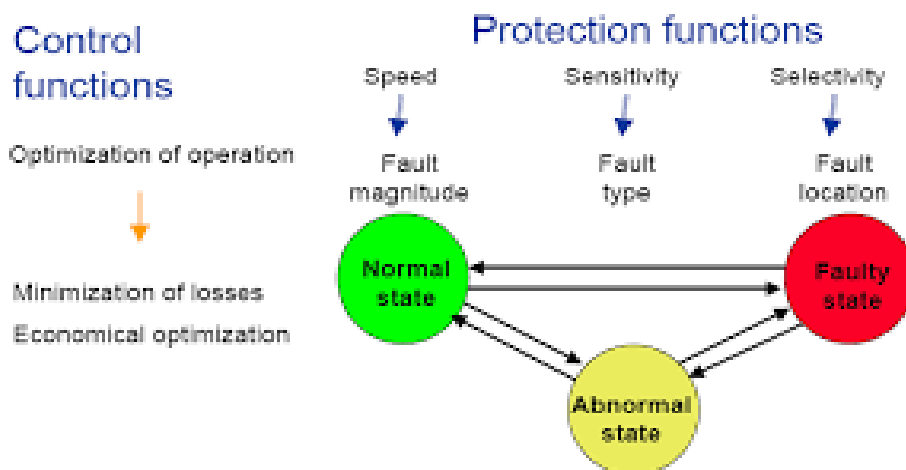 Control
functions
Optimization of operation
Minimization of losses
Economical optimization
Protection functions
Speed
Sensitivity
Selectivity
Fault
magnitude
Fault
type
Fault
location
Normal
state
Faulty
state
Abnormal
state